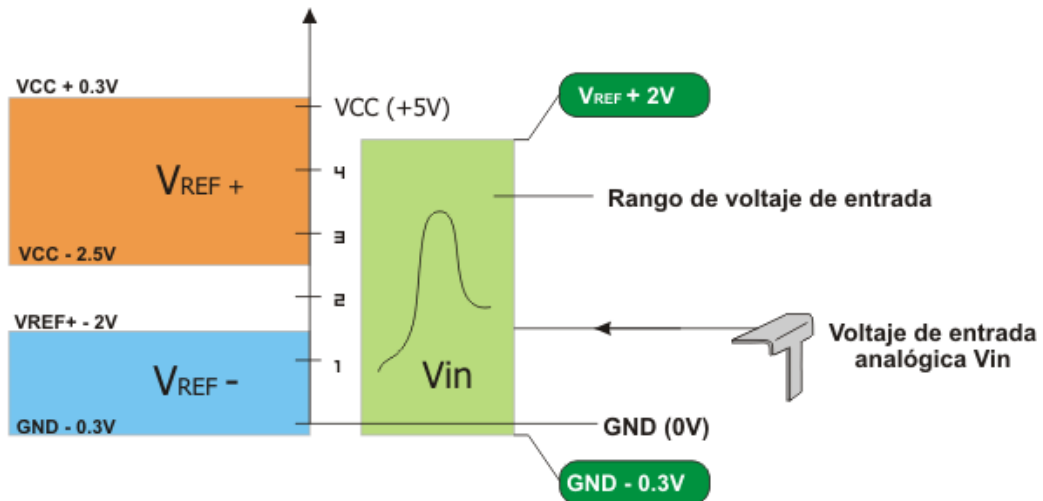 VCC + 0.3V
VREF +
VCC - 2.5V
VREF+ - 2V
VREF -
GND - 0.3V
VCC (+5V)
4
3
2
1
Vin
VREF + 2V
Rango de voltaje de entrada
Voltaje de entrada
analógica Vin
GND (0V)
GND - 0.3V